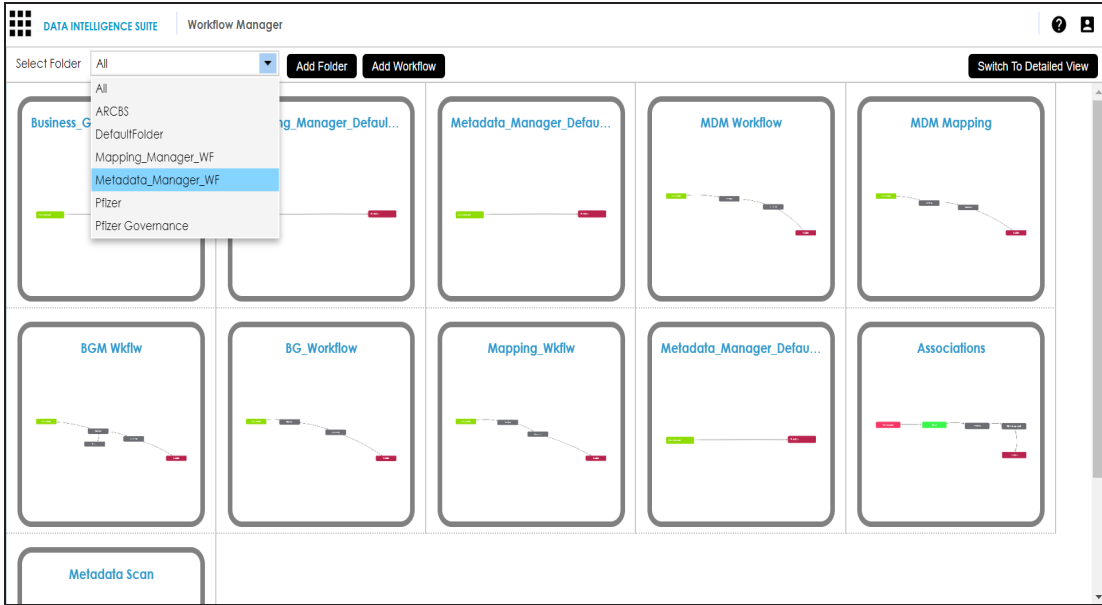 DATA INTELLIGENCE SUITE
Workflow Manager
Select Folder
All
Add Folder
Add Workflow
Switch To Detailed View
All
ARCBS
DefaultFolder
Mapping_Manager_WF
Metadata_Manager_WF
Pfizer
Pfizer Governance
Business_G
ng_Manager_Defaul...
Metadata_Manager_Defau...
MDM Workflow
MDM Mapping
BGM Wkflw
BG_Workflow
Mapping_Wkflw
Metadata_Manager_Defau...
Associations
Metadata Scan